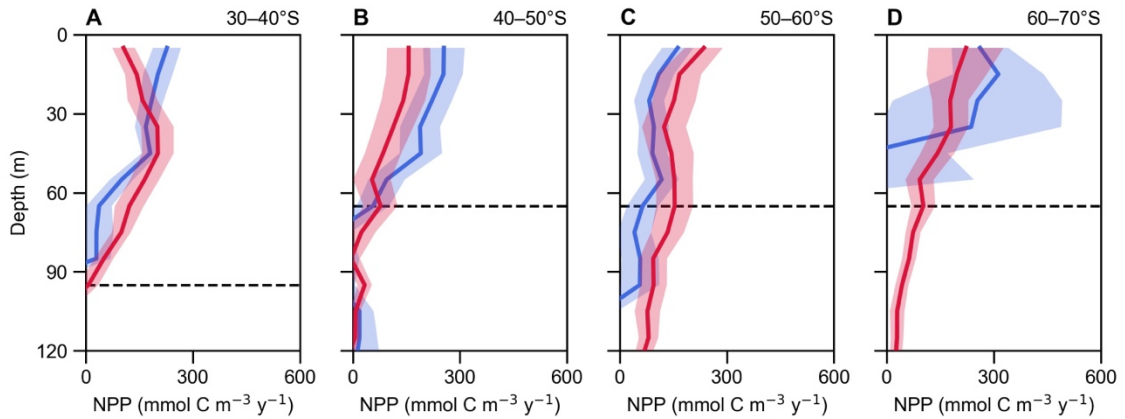 A 30–40°S B 40–50°S C 50–60°S D 60–70°S
0
30
60
90
120
Depth (m)
0 300 600 0 300 600 0 300 600 0 300 600
NPP (mmol C m⁻³ y⁻¹) NPP (mmol C m⁻³ y⁻¹) NPP (mmol C m⁻³ y⁻¹) NPP (mmol C m⁻³ y⁻¹)